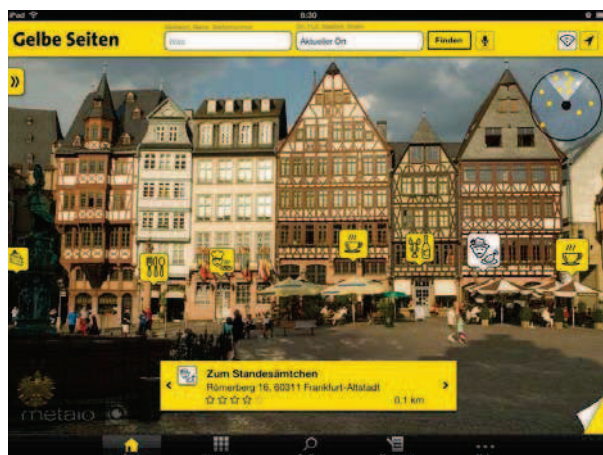 iPad 8:30
Gelbe Seiten
Was
Aktueller Ort
Finden
Zum Standesämtchen
Römerberg 16, 60311 Frankfurt-Altstadt
0,1 km
metaio